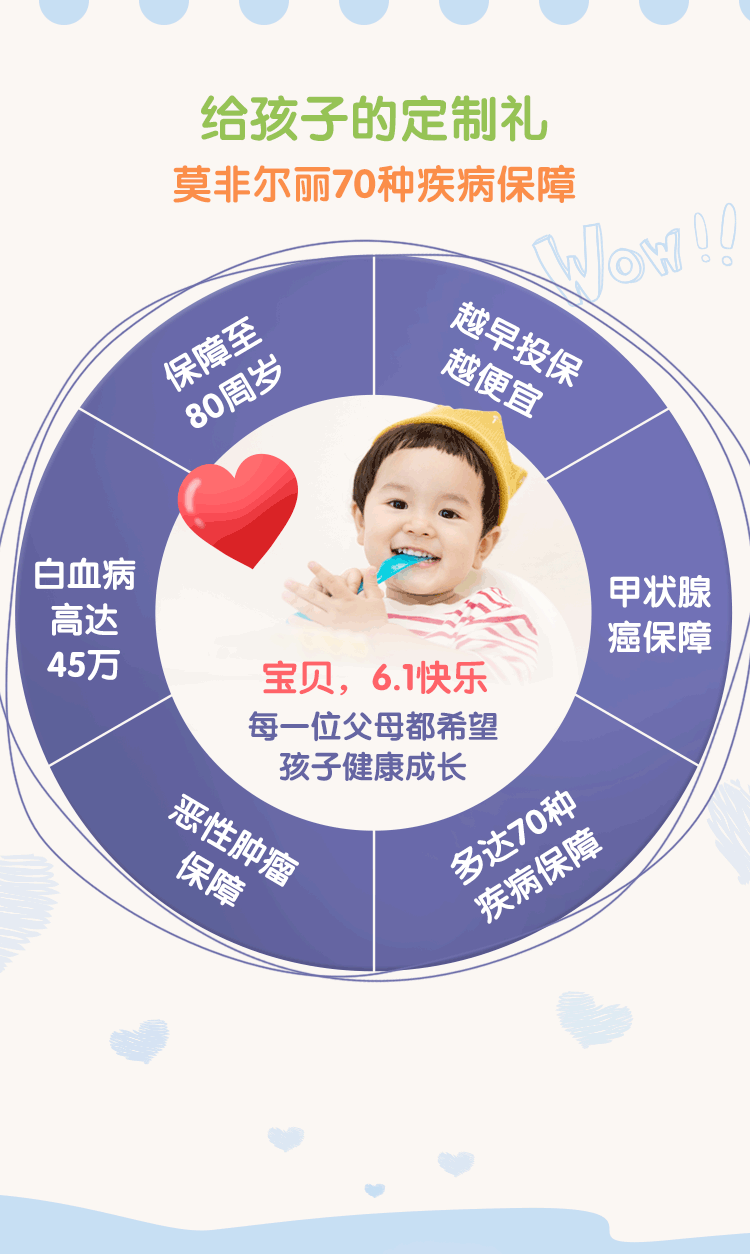 给孩子的定制礼
莫非尔丽70种疾病保障
Wow!!
保障至
80周岁
越早投保
越便宜
白血病
高达
45万
甲状腺
癌保障
宝贝，6.1快乐
每一位父母都希望
孩子健康成长
恶性肿瘤
保障
多达70种
疾病保障